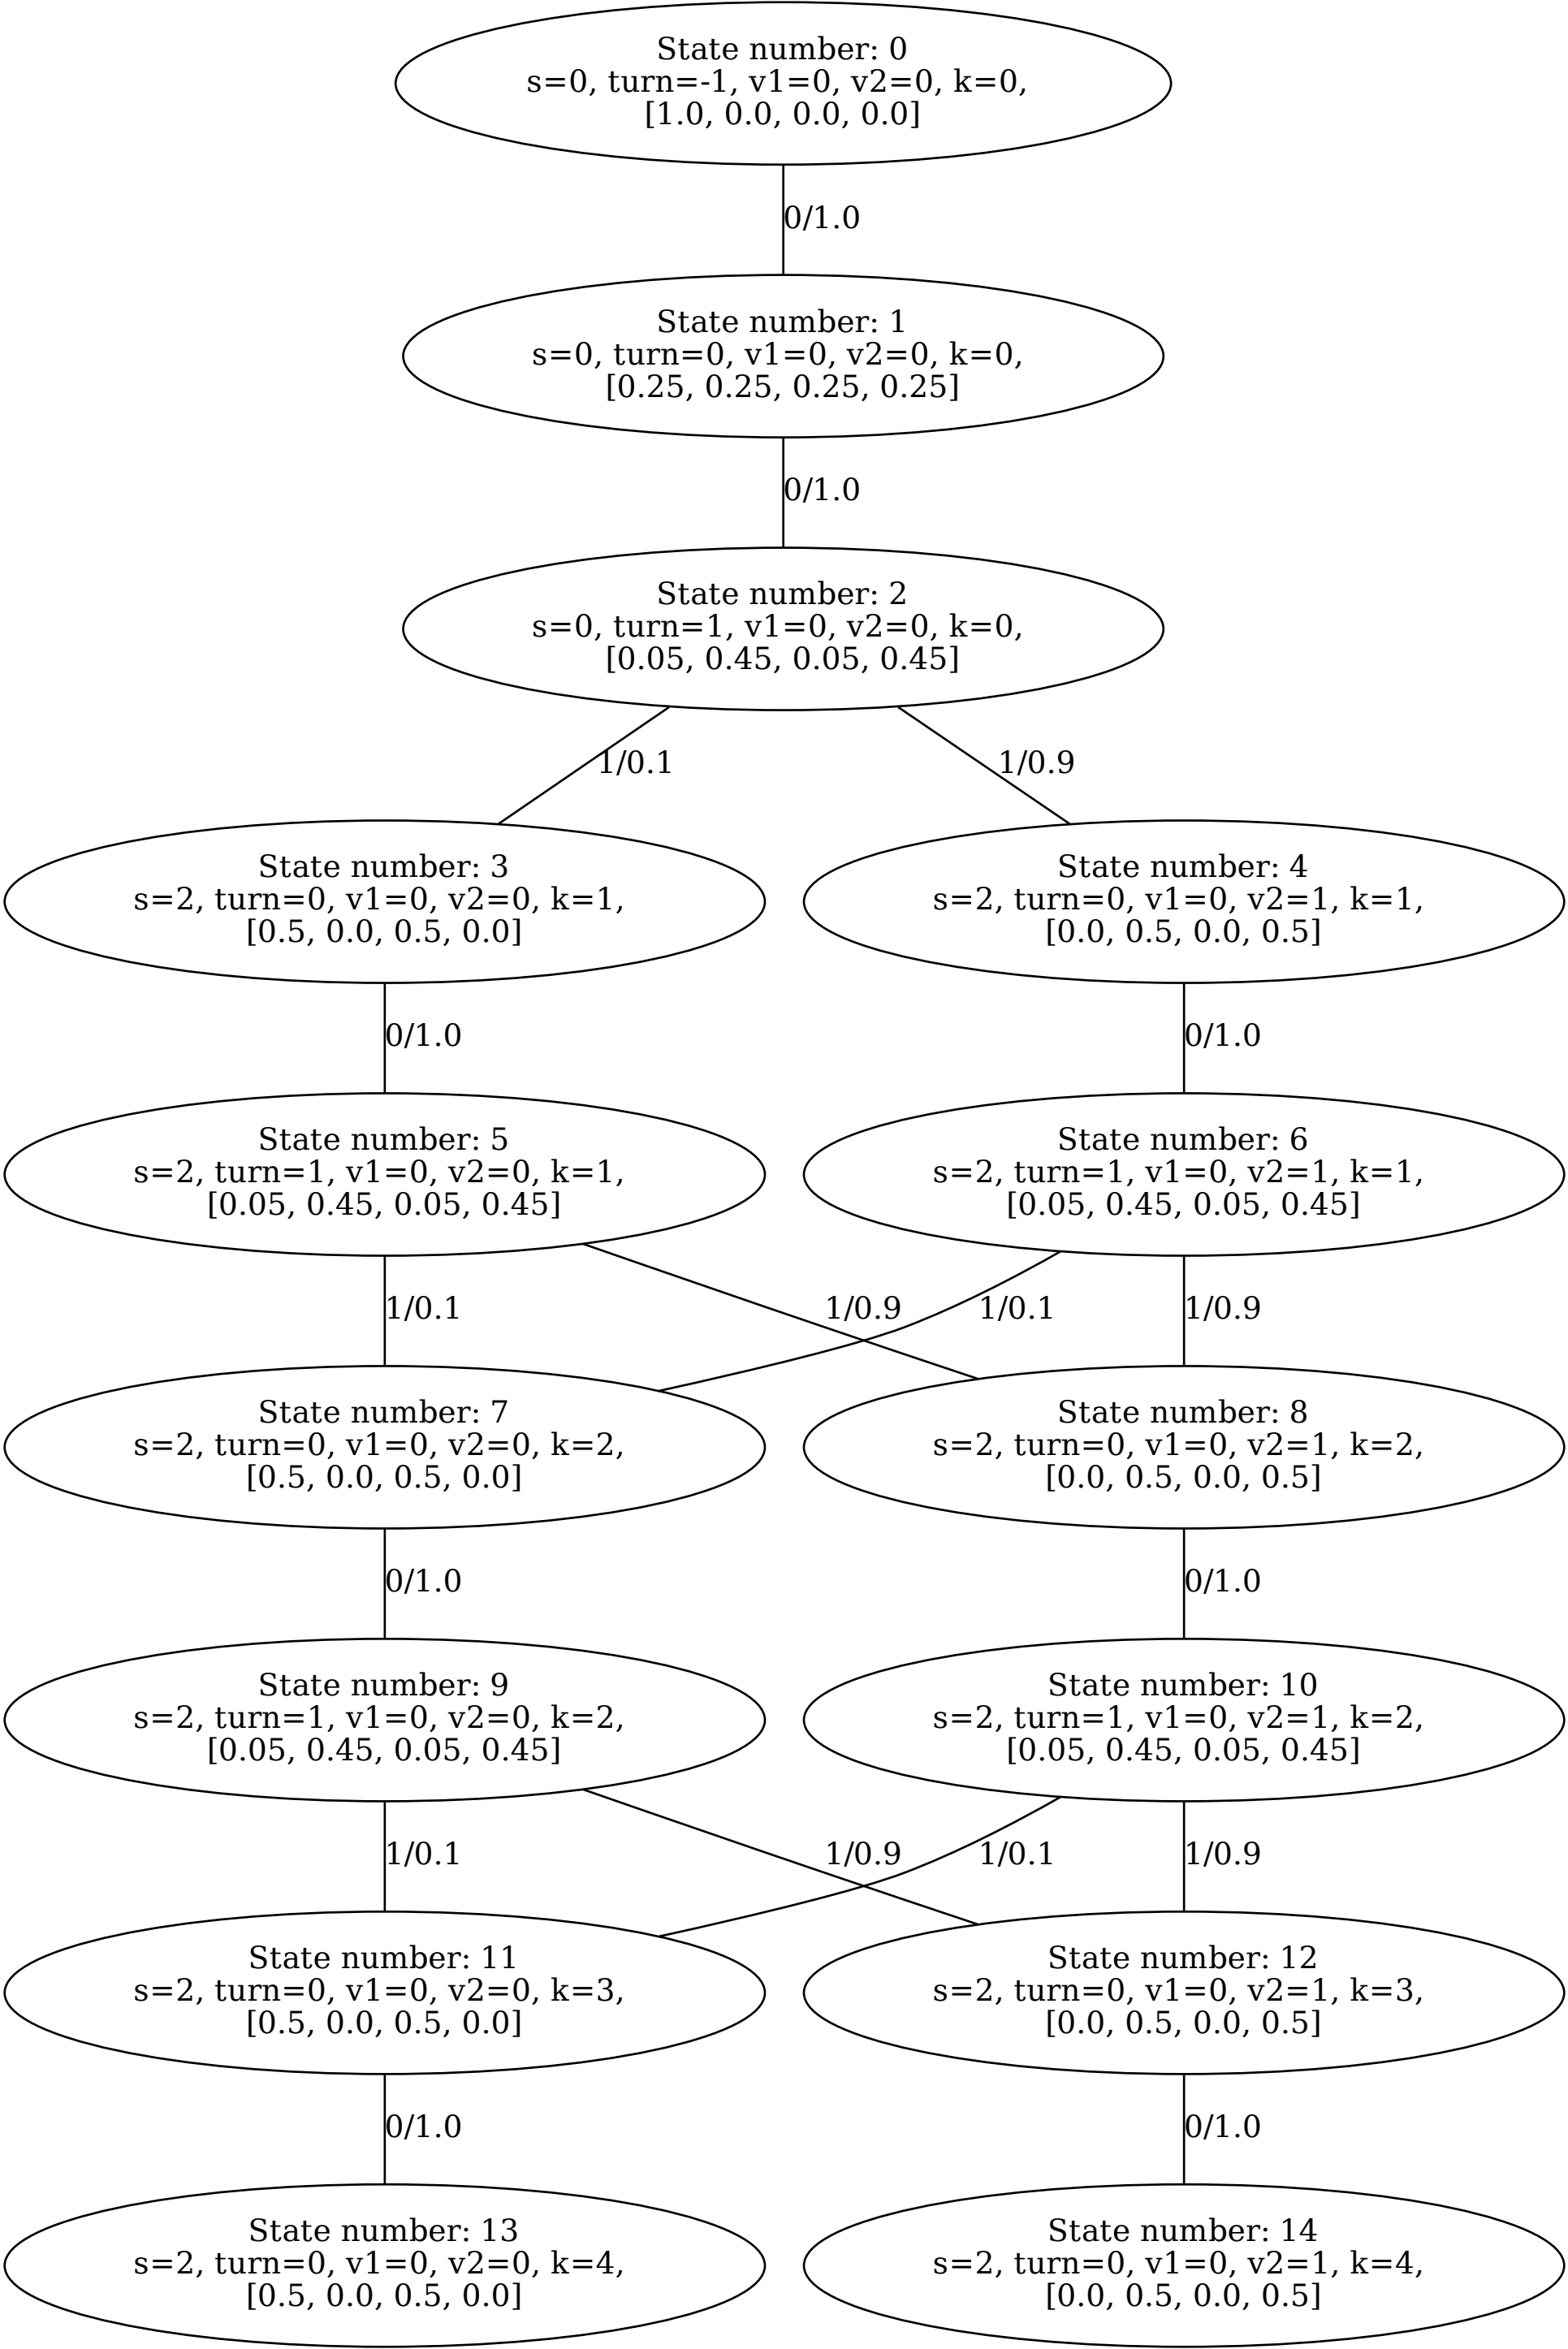 State number: 0
s=0, turn=-1, v1=0, v2=0, k=0,
[1.0, 0.0, 0.0, 0.0]
0/1.0
State number: 1
s=0, turn=0, v1=0, v2=0, k=0,
[0.25, 0.25, 0.25, 0.25]
0/1.0
State number: 2
s=0, turn=1, v1=0, v2=0, k=0,
[0.05, 0.45, 0.05, 0.45]
1/0.1
1/0.9
State number: 3
s=2, turn=0, v1=0, v2=0, k=1,
[0.5, 0.0, 0.5, 0.0]
State number: 4
s=2, turn=0, v1=0, v2=1, k=1,
[0.0, 0.5, 0.0, 0.5]
0/1.0
0/1.0
State number: 5
s=2, turn=1, v1=0, v2=0, k=1,
[0.05, 0.45, 0.05, 0.45]
State number: 6
s=2, turn=1, v1=0, v2=1, k=1,
[0.05, 0.45, 0.05, 0.45]
1/0.1
1/0.9
1/0.1
1/0.9
State number: 7
s=2, turn=0, v1=0, v2=0, k=2,
[0.5, 0.0, 0.5, 0.0]
State number: 8
s=2, turn=0, v1=0, v2=1, k=2,
[0.0, 0.5, 0.0, 0.5]
0/1.0
0/1.0
State number: 9
s=2, turn=1, v1=0, v2=0, k=2,
[0.05, 0.45, 0.05, 0.45]
State number: 10
s=2, turn=1, v1=0, v2=1, k=2,
[0.05, 0.45, 0.05, 0.45]
1/0.1
1/0.9
1/0.1
1/0.9
State number: 11
s=2, turn=0, v1=0, v2=0, k=3,
[0.5, 0.0, 0.5, 0.0]
State number: 12
s=2, turn=0, v1=0, v2=1, k=3,
[0.0, 0.5, 0.0, 0.5]
0/1.0
0/1.0
State number: 13
s=2, turn=0, v1=0, v2=0, k=4,
[0.5, 0.0, 0.5, 0.0]
State number: 14
s=2, turn=0, v1=0, v2=1, k=4,
[0.0, 0.5, 0.0, 0.5]